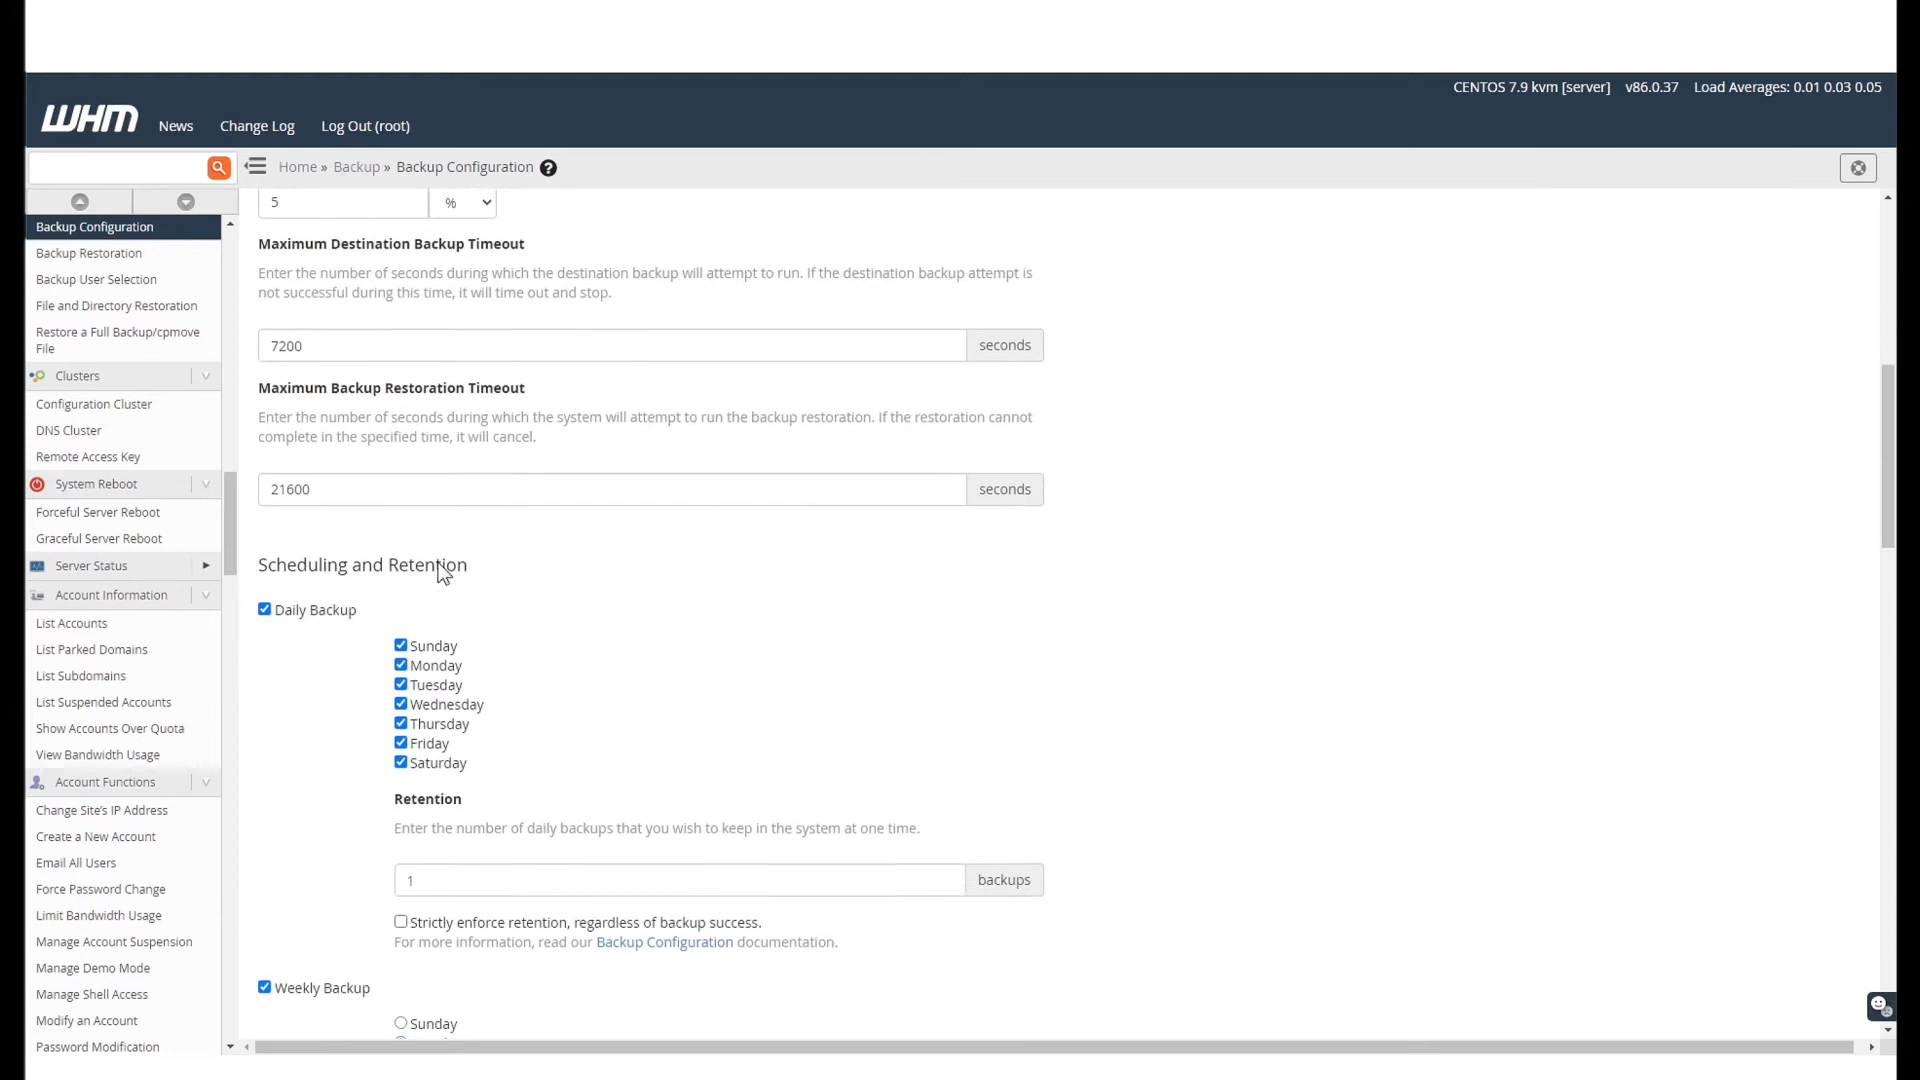 CENTOS 7.9 kvm [server] v86.0.37 Load Averages: 0.01 0.03 0.05
WHM News Change Log Log Out (root)
Home » Backup » Backup Configuration
Backup Configuration
Backup Restoration
Backup User Selection
File and Directory Restoration
Restore a Full Backup/cpmove
File
Clusters
Configuration Cluster
DNS Cluster
Remote Access Key
System Reboot
Forceful Server Reboot
Graceful Server Reboot
Server Status
Account Information
List Accounts
List Parked Domains
List Subdomains
List Suspended Accounts
Show Accounts Over Quota
View Bandwidth Usage
Account Functions
Change Site's IP Address
Create a New Account
Email All Users
Force Password Change
Limit Bandwidth Usage
Manage Account Suspension
Manage Demo Mode
Manage Shell Access
Modify an Account
Password Modification
5 %
Maximum Destination Backup Timeout
Enter the number of seconds during which the destination backup will attempt to run. If the destination backup attempt is
not successful during this time, it will time out and stop.
7200 seconds
Maximum Backup Restoration Timeout
Enter the number of seconds during which the system will attempt to run the backup restoration. If the restoration cannot
complete in the specified time, it will cancel.
21600 seconds
Scheduling and Retention
Daily Backup
Sunday
Monday
Tuesday
Wednesday
Thursday
Friday
Saturday
Retention
Enter the number of daily backups that you wish to keep in the system at one time.
1 backups
Strictly enforce retention, regardless of backup success.
For more information, read our Backup Configuration documentation.
Weekly Backup
Sunday